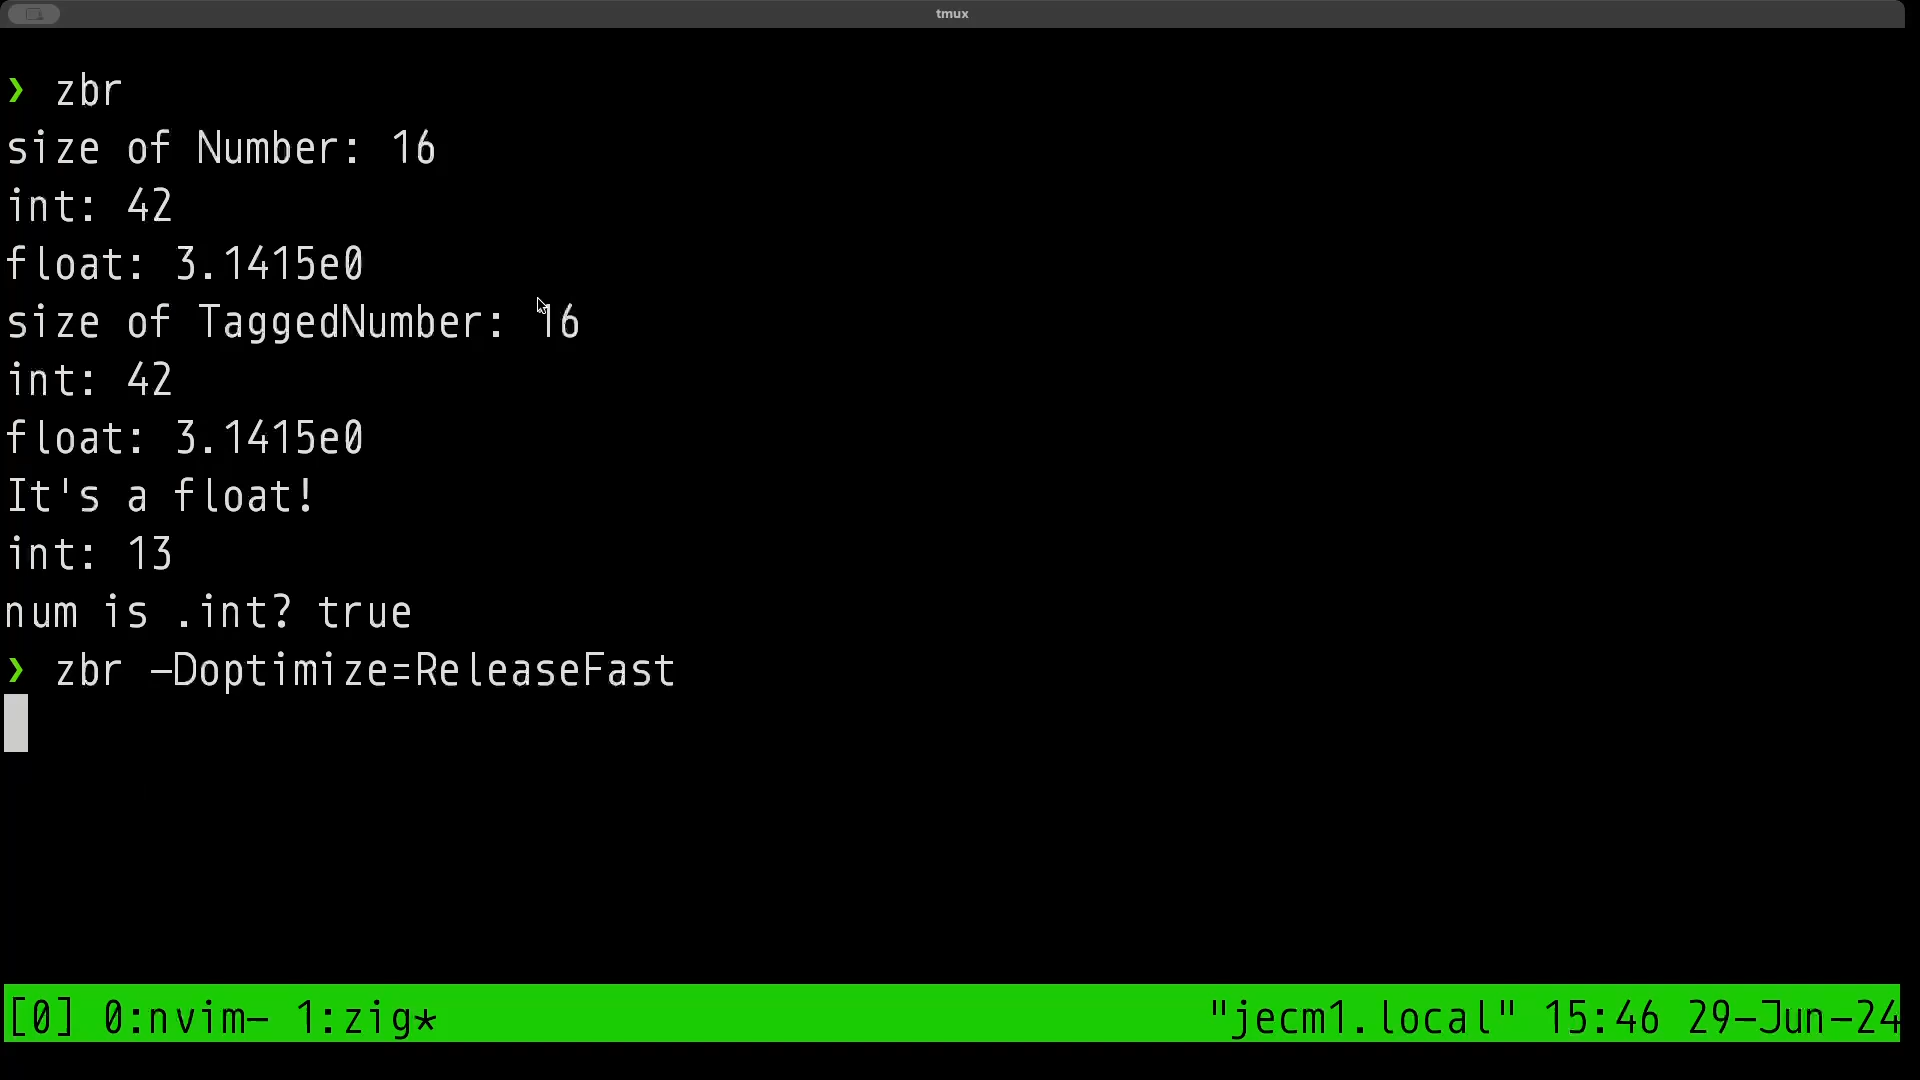 tmux
❯ zbr
size of Number: 16
int: 42
float: 3.1415e0
size of TaggedNumber: 16
int: 42
float: 3.1415e0
It's a float!
int: 13
num is .int? true
❯ zbr -Doptimize=ReleaseFast
[0] 0:nvim- 1:zig* "jecm1.local" 15:46 29-Jun-24